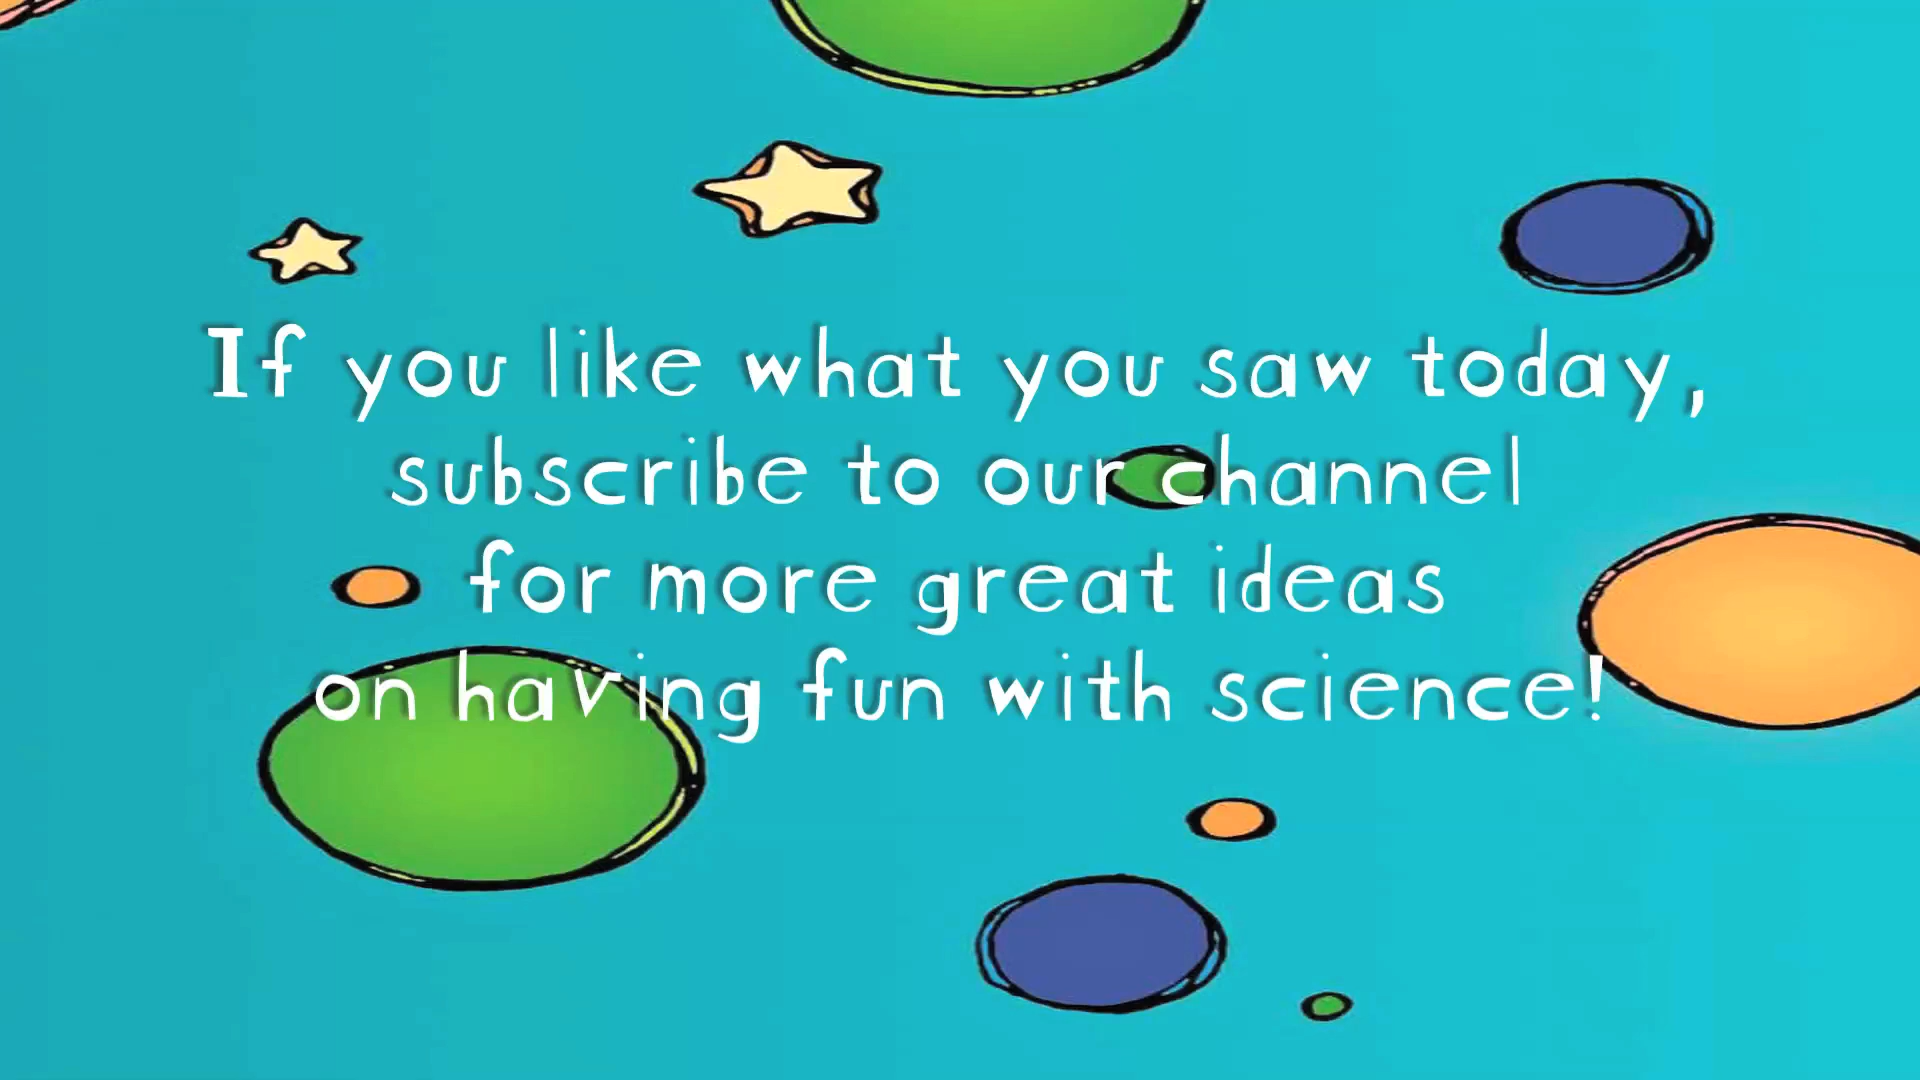 If you like what you saw today,
subscribe to our channel
for more great ideas
on having fun with science!